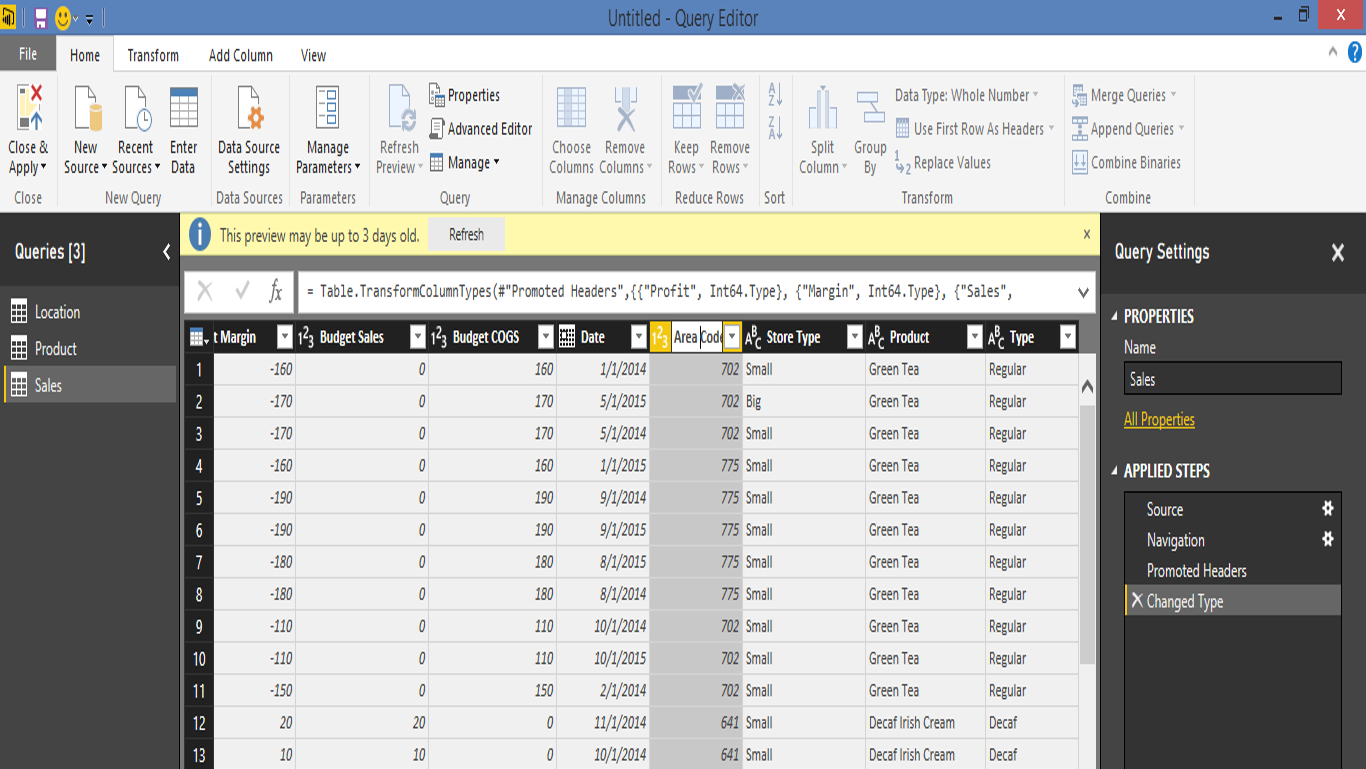 Untitled - Query Editor
File Home Transform Add Column View
Close & Apply
New Source
Recent Sources
Enter Data
Data Source Settings
Manage Parameters
Refresh Preview
Properties
Advanced Editor
Manage
Choose Columns
Remove Columns
Keep Rows
Remove Rows
A Z
Z A
Split Column
Group By
Data Type: Whole Number
Use First Row As Headers
1 2 Replace Values
Merge Queries
Append Queries
Combine Binaries
Close New Query Data Sources Parameters Query Manage Columns Reduce Rows Sort Transform Combine
Queries [3]
Location
Product
Sales
This preview may be up to 3 days old. Refresh
fx = Table.TransformColumnTypes(#"Promoted Headers",{{"Profit", Int64.Type}, {"Margin", Int64.Type}, {"Sales",
t Margin 123 Budget Sales 123 Budget COGS Date 123 Area Code ABC Store Type ABC Product ABC Type
1 -160 0 160 1/1/2014 702 Small Green Tea Regular
2 -170 0 170 5/1/2015 702 Big Green Tea Regular
3 -170 0 170 5/1/2014 702 Small Green Tea Regular
4 -160 0 160 1/1/2015 775 Small Green Tea Regular
5 -190 0 190 9/1/2014 775 Small Green Tea Regular
6 -190 0 190 9/1/2015 775 Small Green Tea Regular
7 -180 0 180 8/1/2015 775 Small Green Tea Regular
8 -180 0 180 8/1/2014 775 Small Green Tea Regular
9 -110 0 110 10/1/2014 702 Small Green Tea Regular
10 -110 0 110 10/1/2015 702 Small Green Tea Regular
11 -150 0 150 2/1/2014 702 Small Green Tea Regular
12 20 20 0 11/1/2014 641 Small Decaf Irish Cream Decaf
13 10 10 0 10/1/2014 641 Small Decaf Irish Cream Decaf
Query Settings
PROPERTIES
Name
Sales
All Properties
APPLIED STEPS
Source
Navigation
Promoted Headers
Changed Type